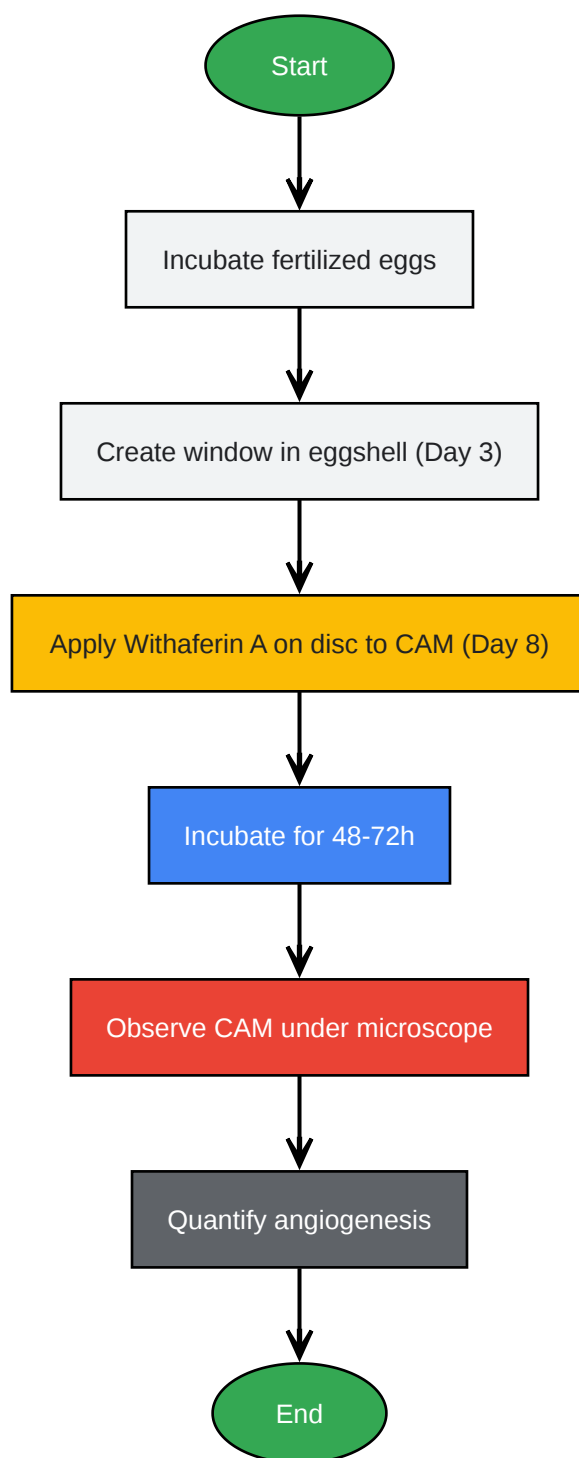 Start
Incubate fertilized eggs
Create window in eggshell (Day 3)
Apply Withaferin A on disc to CAM (Day 8)
Incubate for 48-72h
Observe CAM under microscope
Quantify angiogenesis
End